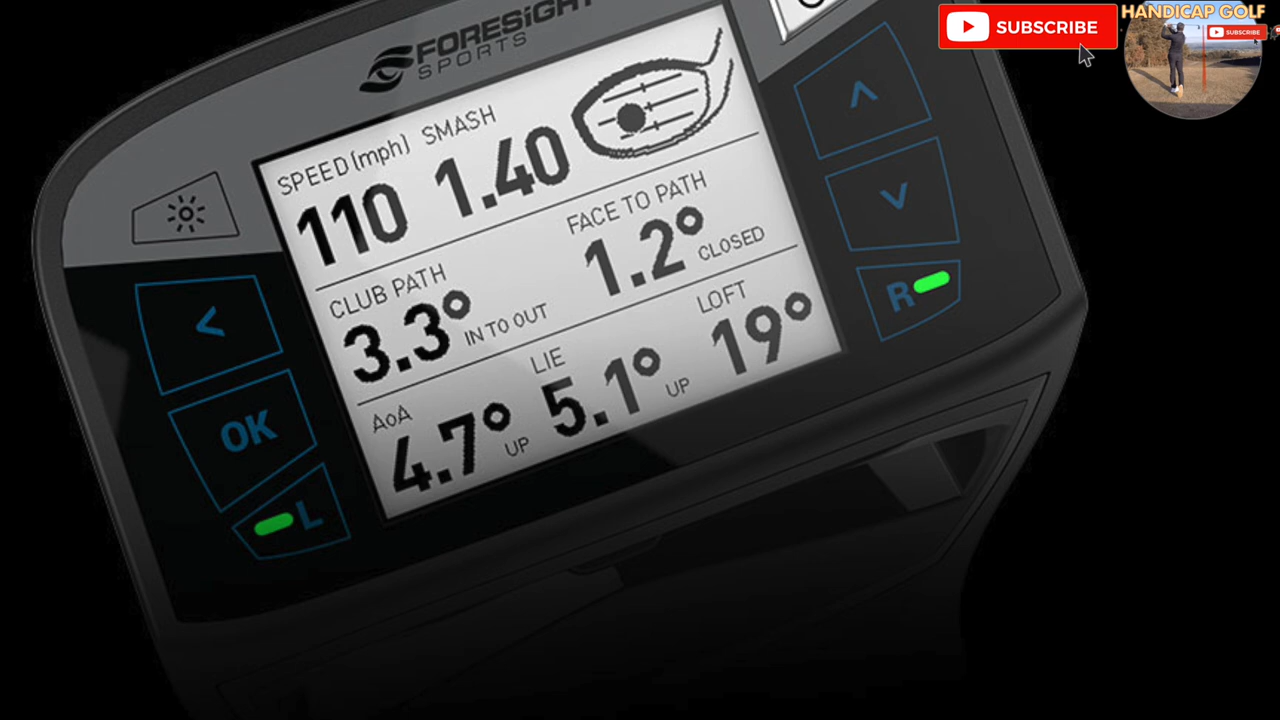 SUBSCRIBE
HANDICAP GOLF
SUBSCRIBE
FORESiGHT
SPORTS
SPEED (mph) SMASH
110 1.40
CLUB PATH FACE TO PATH
3.3° IN TO OUT 1.2° CLOSED
AoA LIE LOFT
4.7° UP 5.1° UP 19°
<
OK
L
R